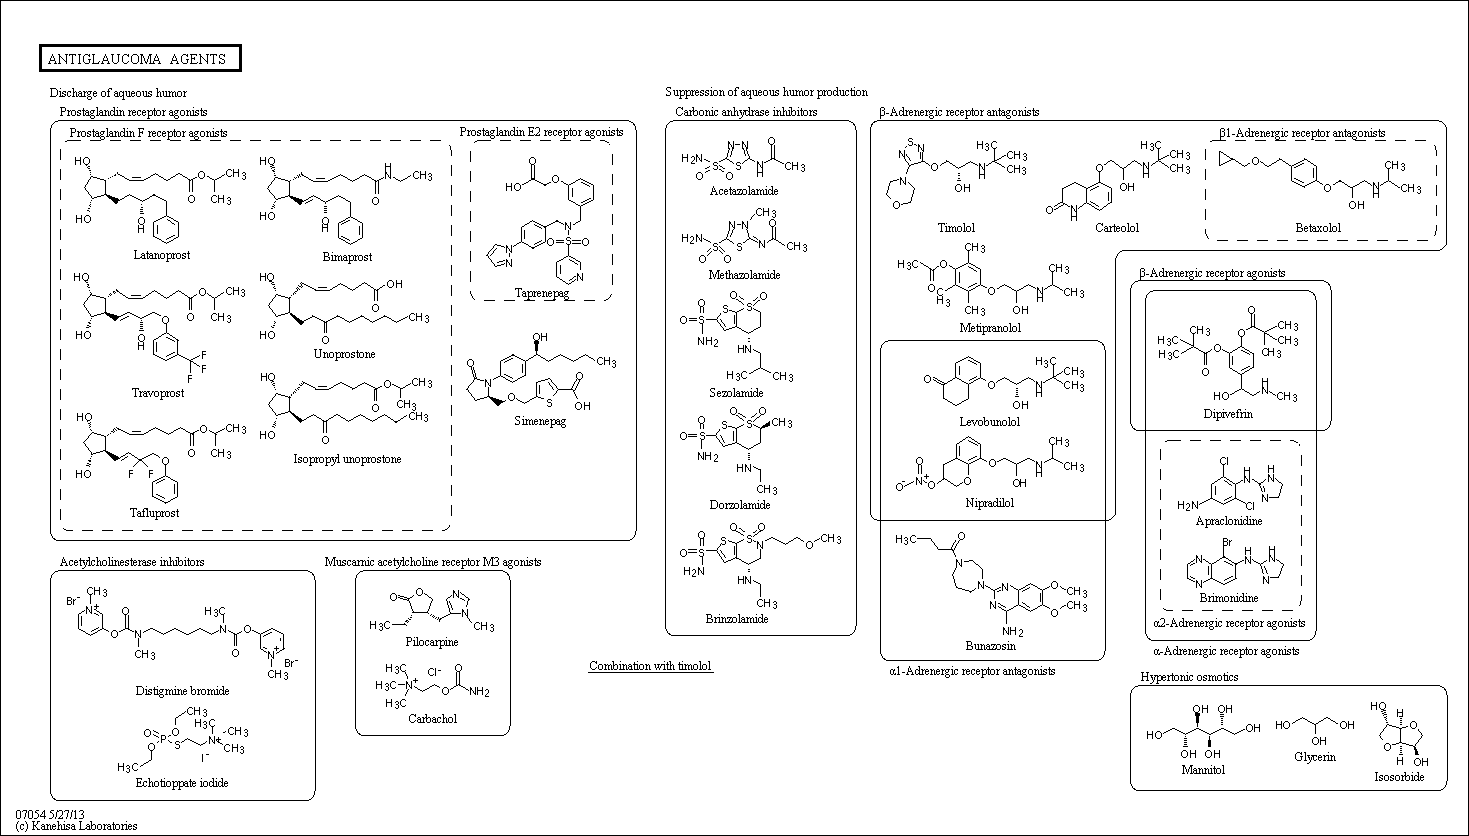 ANTIGLAUCOMA AGENTS
Discharge of aqueous humor
Prostaglandin receptor agonists
Prostaglandin F receptor agonists
Prostaglandin E2 receptor agonists
Latanoprost
Bimaprost
Taprenepag
Travoprost
Unoprostone
Simenepag
Tafluprost
Isopropyl unoprostone
Acetylcholinesterase inhibitors
Distigmine bromide
Echotioppate iodide
Muscarnic acetylcholine receptor M3 agonists
Pilocarpine
Carbachol
Suppression of aqueous humor production
Carbonic anhydrase inhibitors
Acetazolamide
Methazolamide
Sezolamide
Dorzolamide
Brinzolamide
Combination with timolol
β-Adrenergic receptor antagonists
β1-Adrenergic receptor antagonists
Timolol
Carteolol
Betaxolol
Metipranolol
Levobunolol
Nipradilol
Bunazosin
α1-Adrenergic receptor antagonists
β-Adrenergic receptor agonists
Dipivefrin
Apraclonidine
Brimonidine
α2-Adrenergic receptor agonists
α-Adrenergic receptor agonists
Hypertonic osmotics
Mannitol
Glycerin
Isosorbide
07054 5/27/13
(c) Kanehisa Laboratories